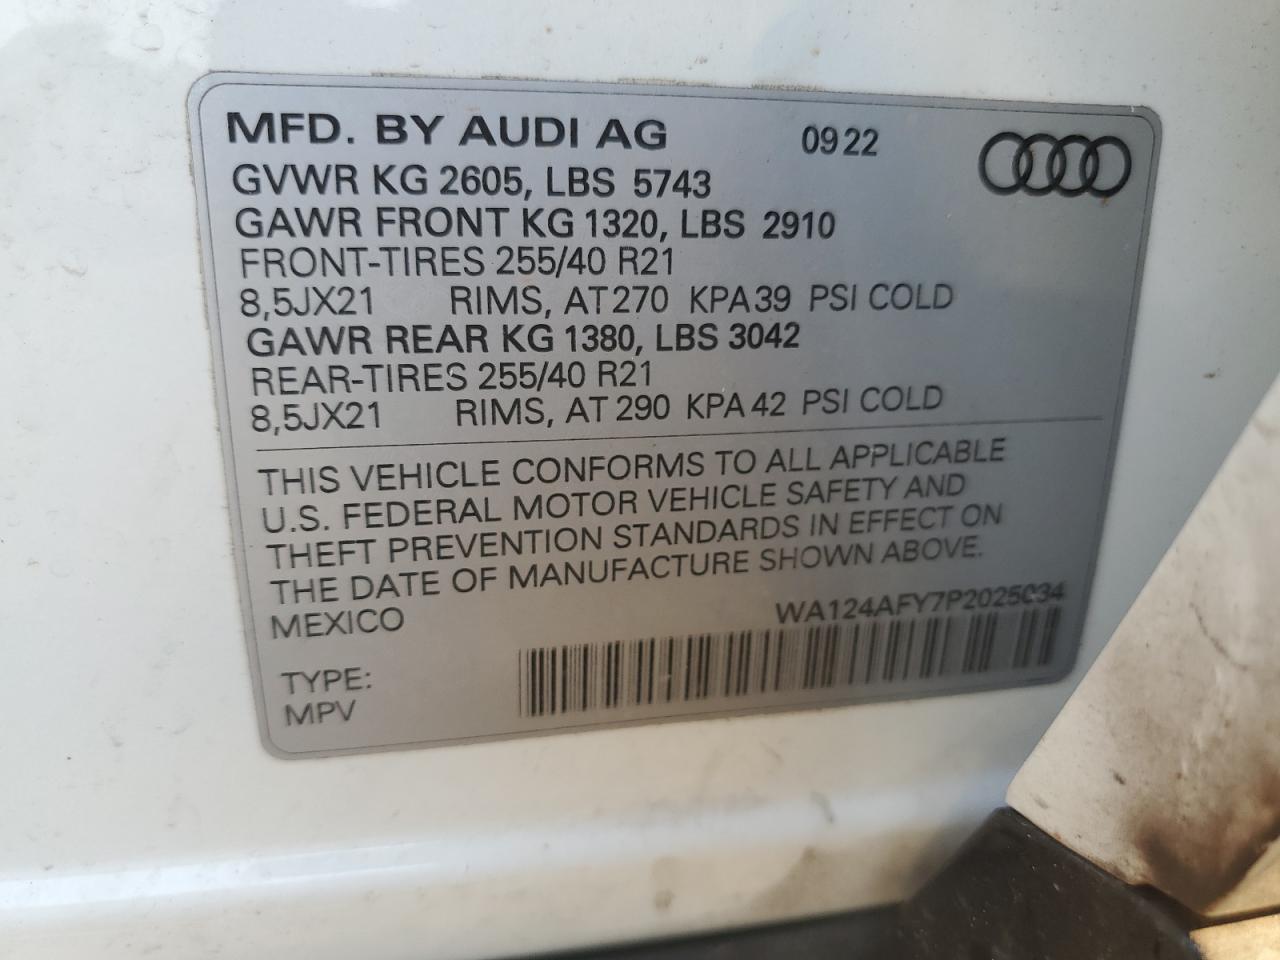 MFD. BY AUDI AG 09 22
GVWR KG 2605, LBS 5743
GAWR FRONT KG 1320, LBS 2910
FRONT-TIRES 255/40 R21
8,5JX21 RIMS, AT 270 KPA 39 PSI COLD
GAWR REAR KG 1380, LBS 3042
REAR-TIRES 255/40 R21
8,5JX21 RIMS, AT 290 KPA 42 PSI COLD
THIS VEHICLE CONFORMS TO ALL APPLICABLE
U.S. FEDERAL MOTOR VEHICLE SAFETY AND
THEFT PREVENTION STANDARDS IN EFFECT ON
THE DATE OF MANUFACTURE SHOWN ABOVE.
MEXICO WA124AFY7P2025034
TYPE:
MPV